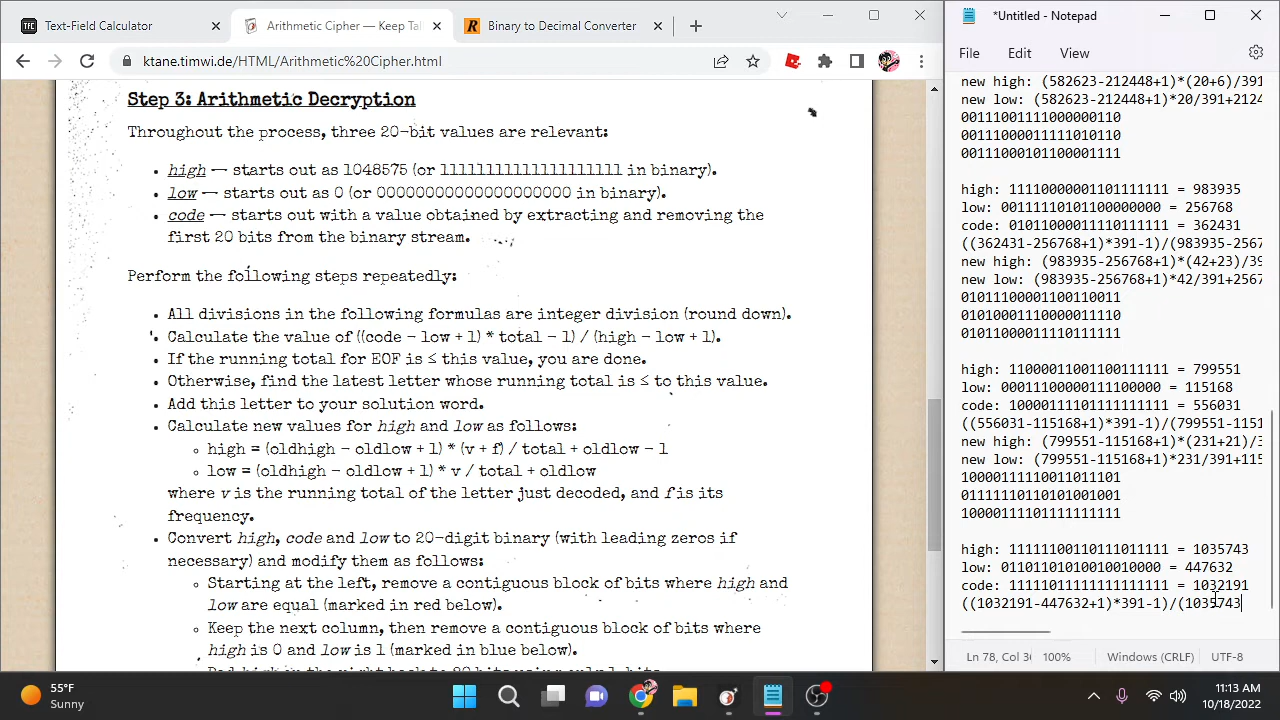 Text-Field Calculator
Arithmetic Cipher — Keep Tal
Binary to Decimal Converter
ktane.timwi.de/HTML/Arithmetic%20Cipher.html
Step 3: Arithmetic Decryption
Throughout the process, three 20-bit values are relevant:
• high — starts out as 1048575 (or 11111111111111111111 in binary).
• low — starts out as 0 (or 00000000000000000000 in binary).
• code — starts out with a value obtained by extracting and removing the
first 20 bits from the binary stream.
Perform the following steps repeatedly:
• All divisions in the following formulas are integer division (round down).
• Calculate the value of ((code − low + 1) * total − 1) / (high − low + 1).
• If the running total for EOF is ≤ this value, you are done.
• Otherwise, find the latest letter whose running total is ≤ to this value.
• Add this letter to your solution word.
• Calculate new values for high and low as follows:
◦ high = (oldhigh − oldlow + 1) * (v + f) / total + oldlow − 1
◦ low = (oldhigh − oldlow + 1) * v / total + oldlow
where v is the running total of the letter just decoded, and f is its
frequency.
• Convert high, code and low to 20-digit binary (with leading zeros if
necessary) and modify them as follows:
◦ Starting at the left, remove a contiguous block of bits where high and
low are equal (marked in red below).
◦ Keep the next column, then remove a contiguous block of bits where
high is 0 and low is 1 (marked in blue below).
*Untitled - Notepad
File Edit View
new high: (582623-212448+1)*(20+6)/391
new low: (582623-212448+1)*20/391+2124
00111001111000000110
00111000011111010110
00111000101100001111
high: 11110000001101111111 = 983935
low: 00111110101100000000 = 256768
code: 01011000011110111111 = 362431
((362431-256768+1)*391-1)/(983935-2567
new high: (983935-256768+1)*(42+23)/39
new low: (983935-256768+1)*42/391+2567
01011100001100110011
01010001110000011110
01011000011110111111
high: 11000011001100111111 = 799551
low: 00011100000111100000 = 115168
code: 10000111101111111111 = 556031
((556031-115168+1)*391-1)/(799551-1151
new high: (799551-115168+1)*(231+21)/3
new low: (799551-115168+1)*231/391+115
10000111110011011101
01111110110101001001
10000111101111111111
high: 11111100110111011111 = 1035743
low: 01101101010010010000 = 447632
code: 11111011111111111111 = 1032191
((1032191-447632+1)*391-1)/(1035743
Ln 78, Col 36
100%
Windows (CRLF)
UTF-8
55°F
Sunny
11:13 AM
10/18/2022